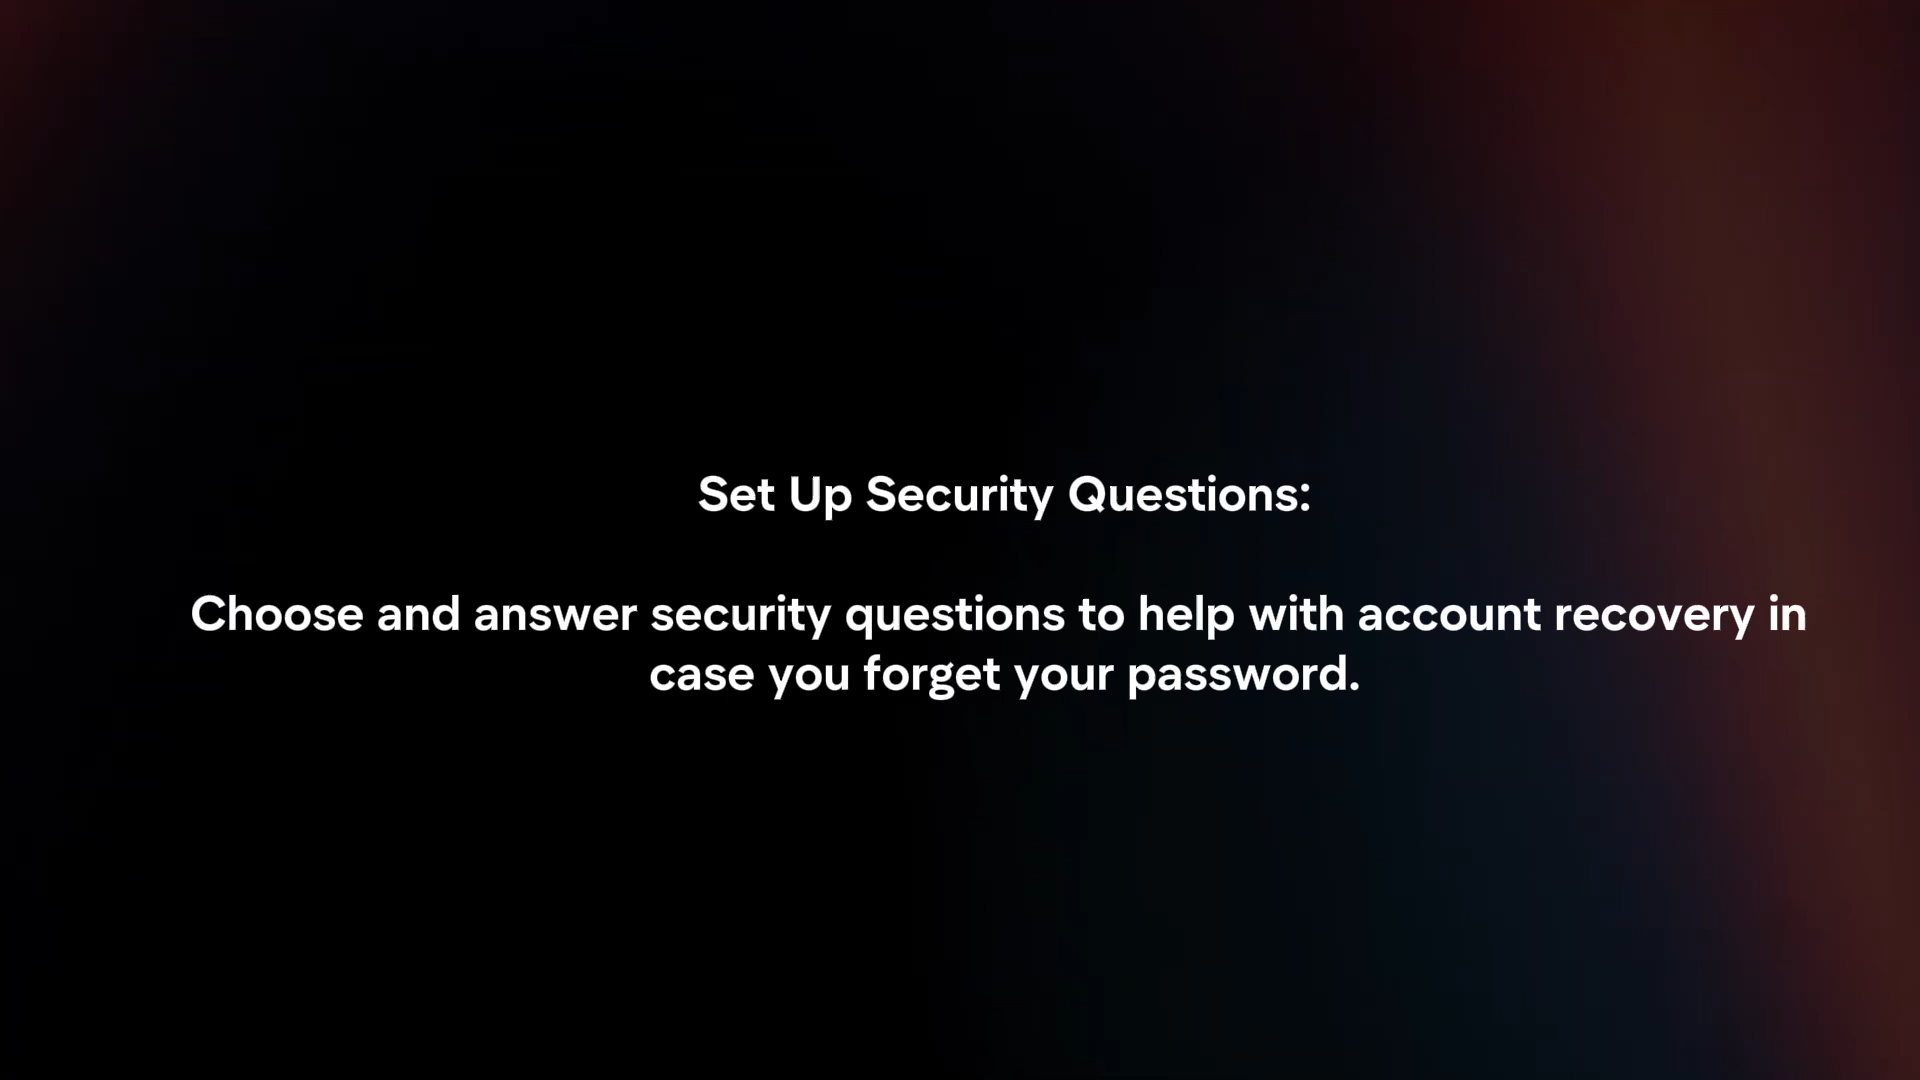 Set Up Security Questions:
Choose and answer security questions to help with account recovery in
case you forget your password.